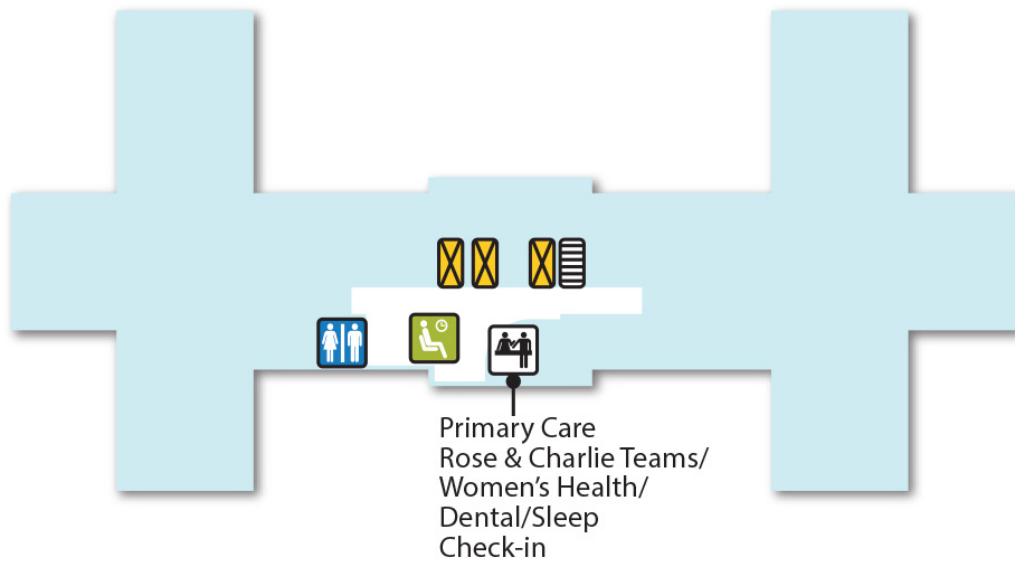 Primary Care
Rose & Charlie Teams/
Women’s Health/
Dental/Sleep
Check-in